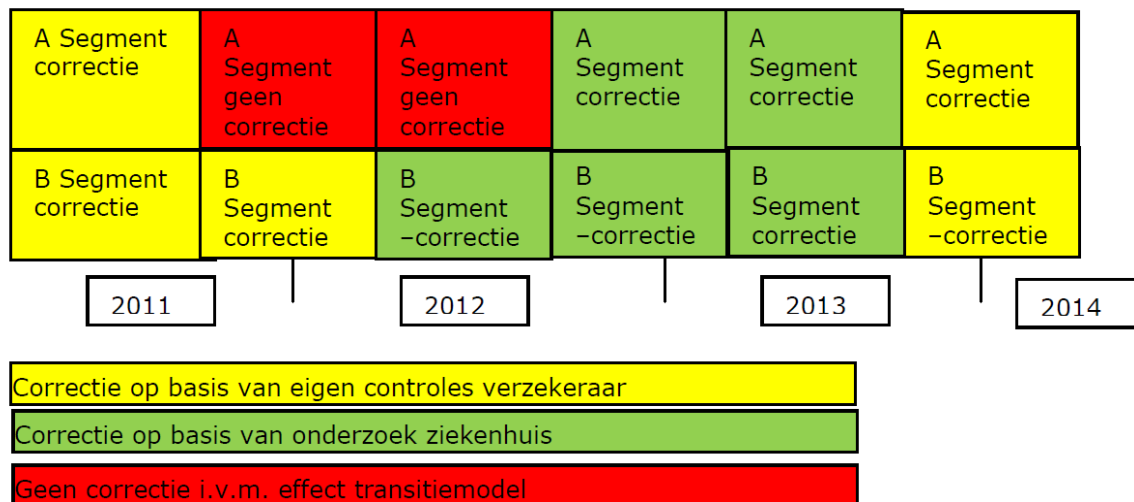 A Segment
correctie
A
Segment
geen
correctie
A
Segment
geen
correctie
A
Segment
correctie
A
Segment
correctie
A
Segment
correctie
B Segment
correctie
B
Segment
correctie
B
Segment
–correctie
B
Segment
–correctie
B
Segment
correctie
B
Segment
–correctie
2011
2012
2013
2014
Correctie op basis van eigen controles verzekeraar
Correctie op basis van onderzoek ziekenhuis
Geen correctie i.v.m. effect transitiemodel